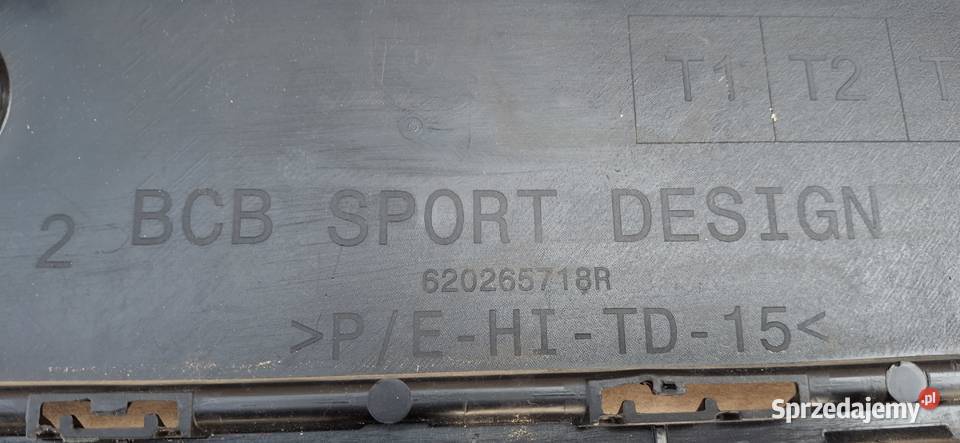 T1 T2 T
2 BCB SPORT DESIGN
620265718R
>P/E-HI-TD-15<
Sprzedajemy.pl